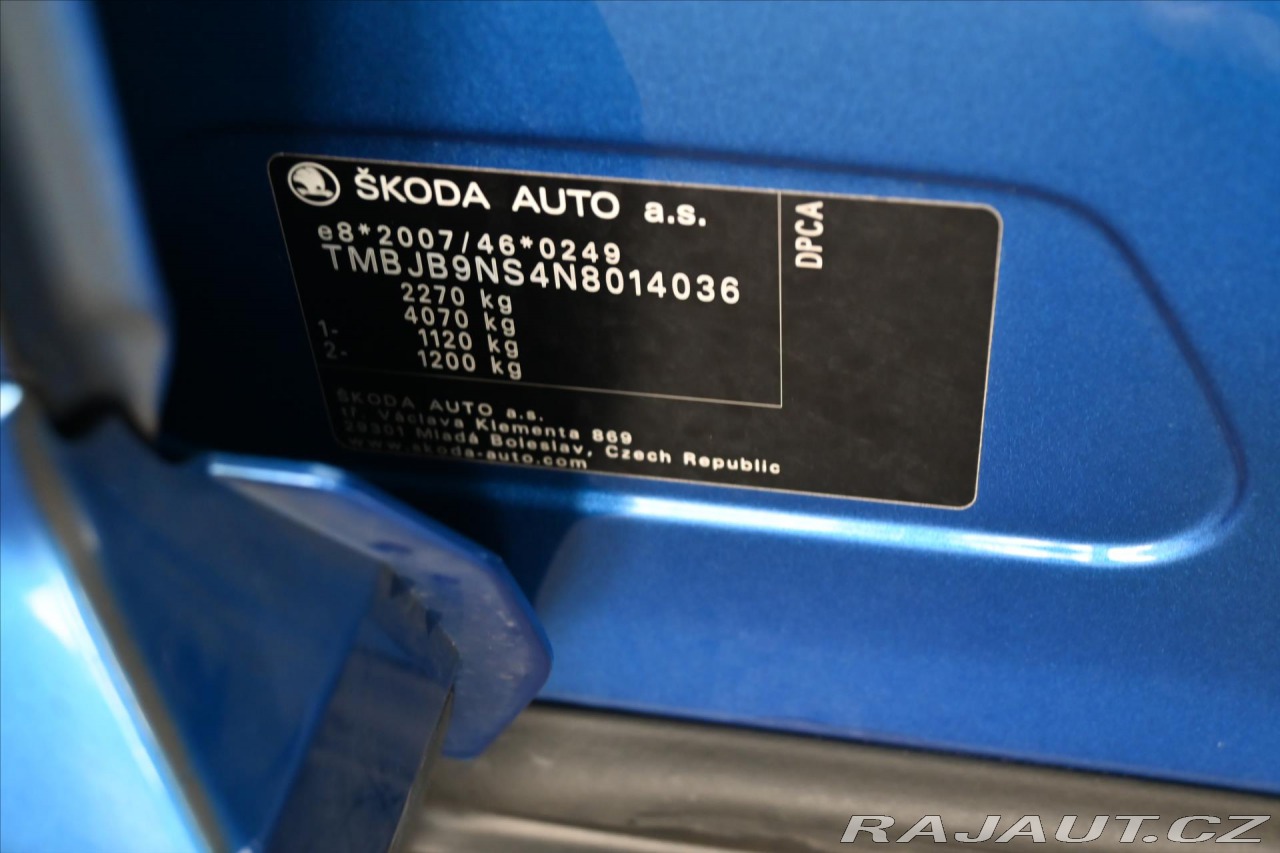 ŠKODA AUTO a.s.
DPCA
e8*2007/46*0249
TMBJB9NS4N8014036
2270 kg
4070 kg
1- 1120 kg
2- 1200 kg
ŠKODA AUTO a.s.
tř. Václava Klementa 869
29301 Mladá Boleslav, Czech Republic
www.skoda-auto.com
RAJAUT.CZ